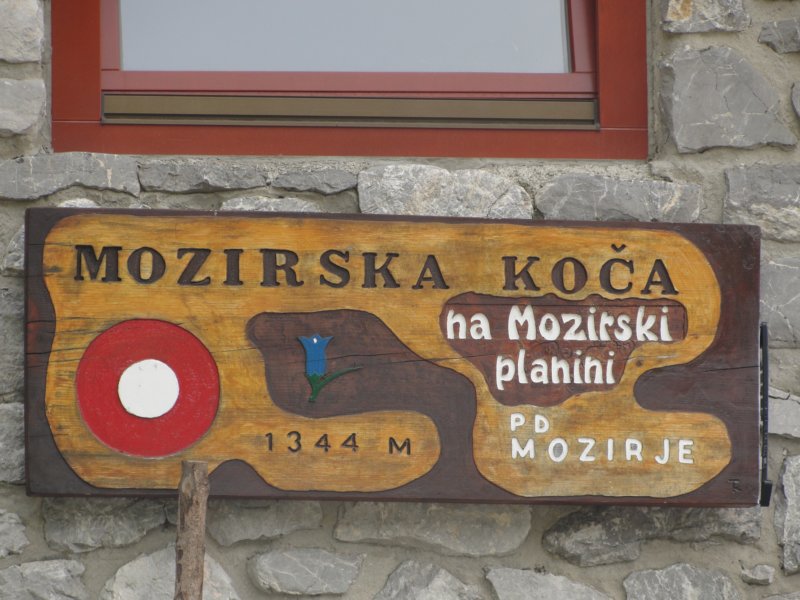 MOZIRSKA KOČA
na Mozirski
planini
1344 M
PD
MOZIRJE